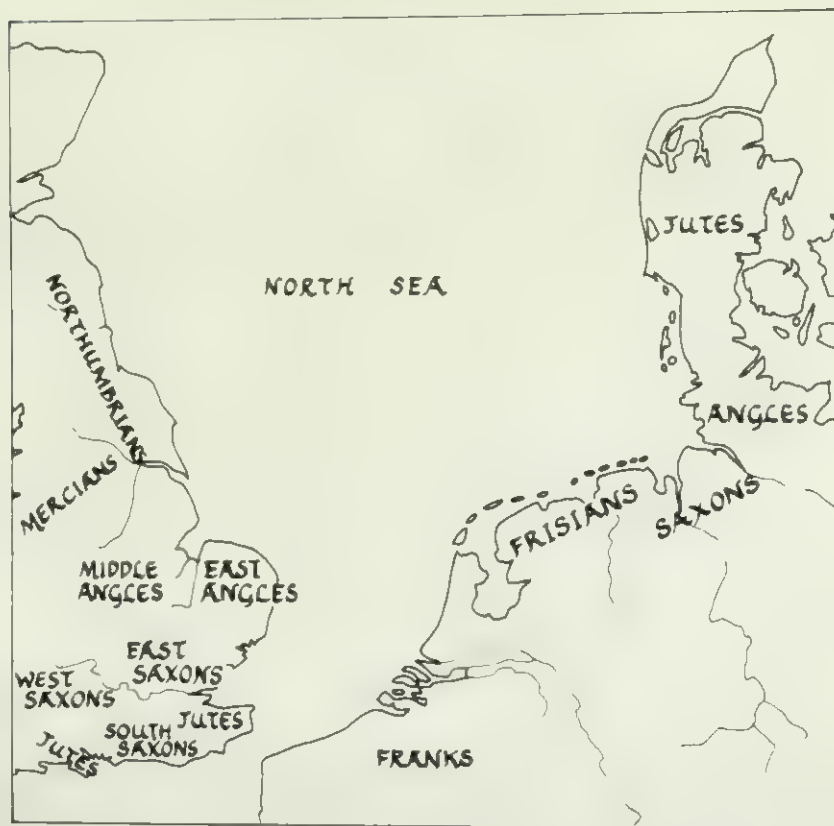 JUTES
NORTH SEA
NORTHUMBRIANS
ANGLES
MERCIANS
FRISIANS
SAXONS
MIDDLE
ANGLES
EAST
ANGLES
EAST
SAXONS
WEST
SAXONS
JUTES
SOUTH
SAXONS
JUTES
FRANKS